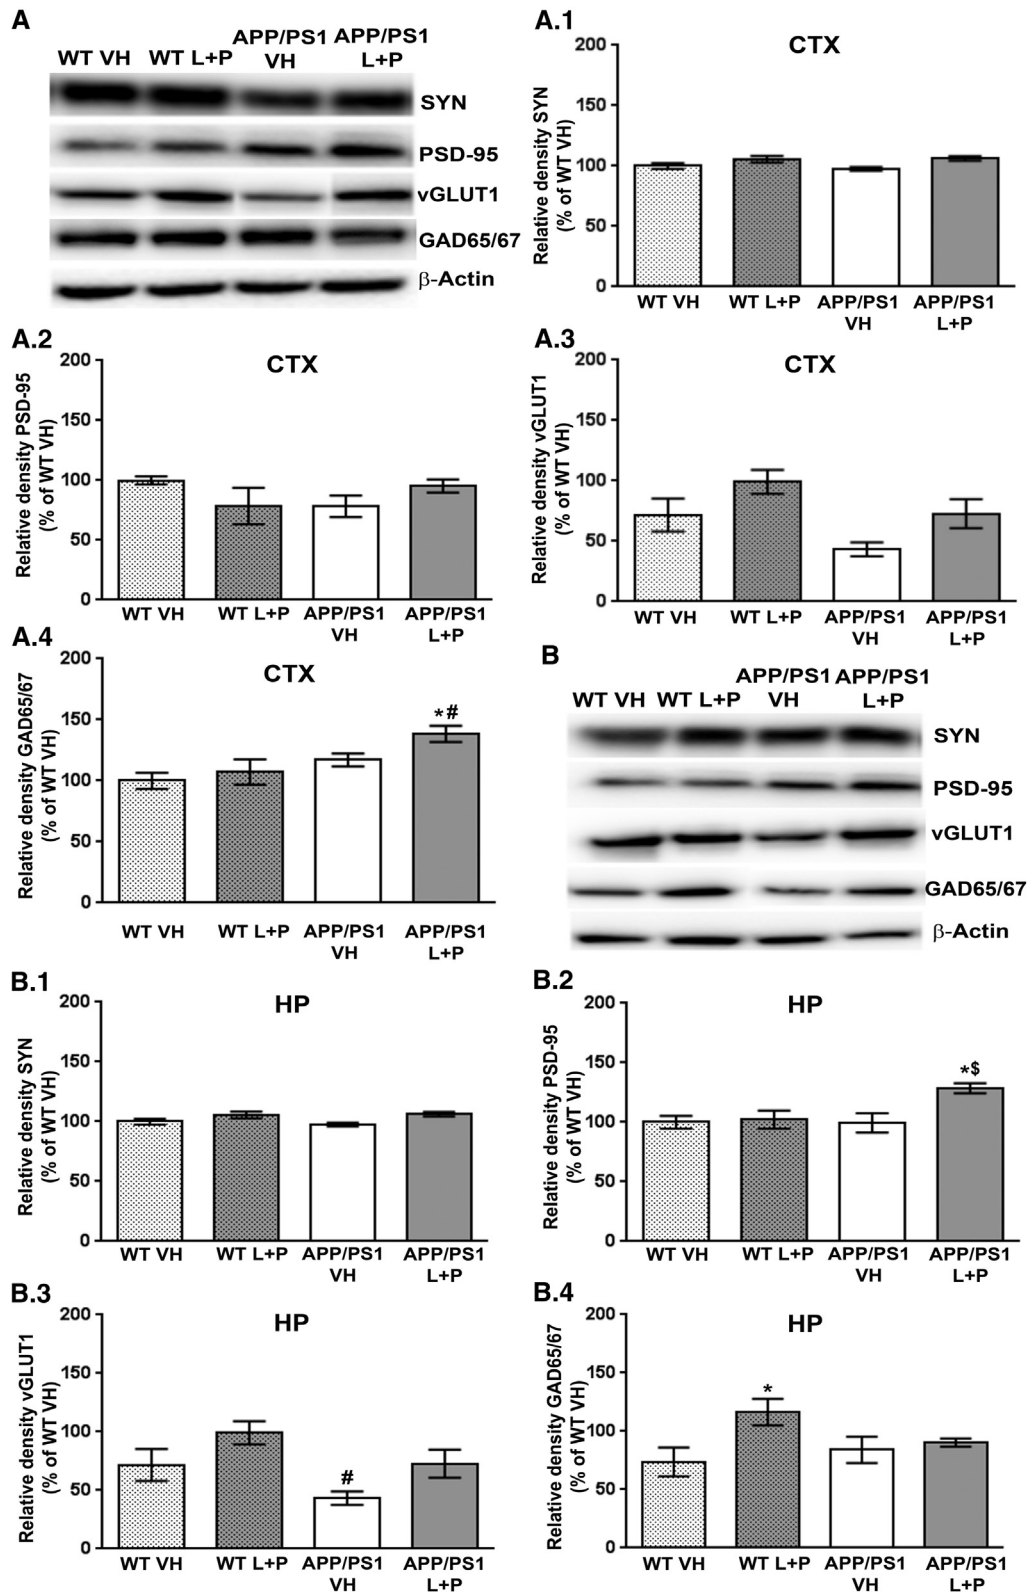 A
WT VH WT L+P APP/PS1 VH APP/PS1 L+P
SYN
PSD-95
vGLUT1
GAD65/67
β-Actin
A.1
CTX
Relative density SYN
(% of WT VH)
200
150
100
50
0
WT VH WT L+P APP/PS1 APP/PS1
VH L+P
A.2
CTX
Relative density PSD-95
(% of WT VH)
200
150
100
50
0
WT VH WT L+P APP/PS1 APP/PS1
VH L+P
A.3
CTX
Relative density vGLUT1
(% of WT VH)
200
150
100
50
0
WT VH WT L+P APP/PS1 APP/PS1
VH L+P
A.4
CTX
Relative density GAD65/67
(% of WT VH)
200
150
100
50
0
*#
WT VH WT L+P APP/PS1 APP/PS1
VH L+P
B
APP/PS1 APP/PS1
WT VH WT L+P VH L+P
SYN
PSD-95
vGLUT1
GAD65/67
β-Actin
B.1
HP
Relative density SYN
(% of WT VH)
200
150
100
50
0
WT VH WT L+P APP/PS1 APP/PS1
VH L+P
B.2
HP
Relative density PSD-95
(% of WT VH)
200
150
100
50
0
*$
WT VH WT L+P APP/PS1 APP/PS1
VH L+P
B.3
HP
Relative density vGLUT1
(% of WT VH)
200
150
100
50
0
#
WT VH WT L+P APP/PS1 APP/PS1
VH L+P
B.4
HP
Relative density GAD65/67
(% of WT VH)
200
150
100
50
0
*
WT VH WT L+P APP/PS1 APP/PS1
VH L+P